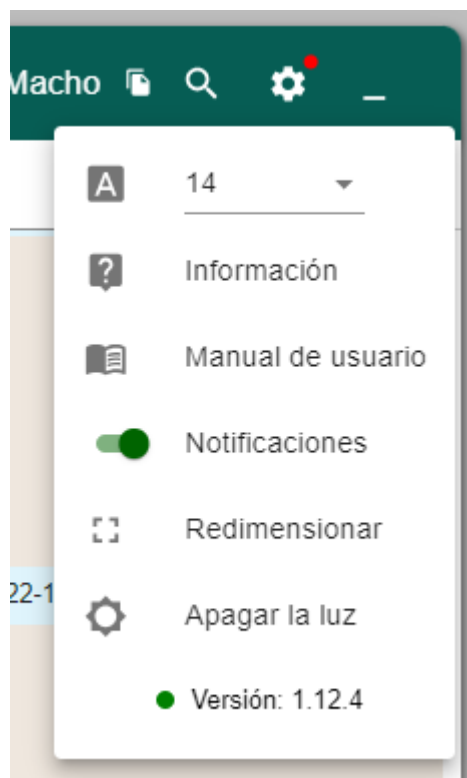 Macho
14
Información
Manual de usuario
Notificaciones
Redimensionar
22-1
Apagar la luz
Versión: 1.12.4